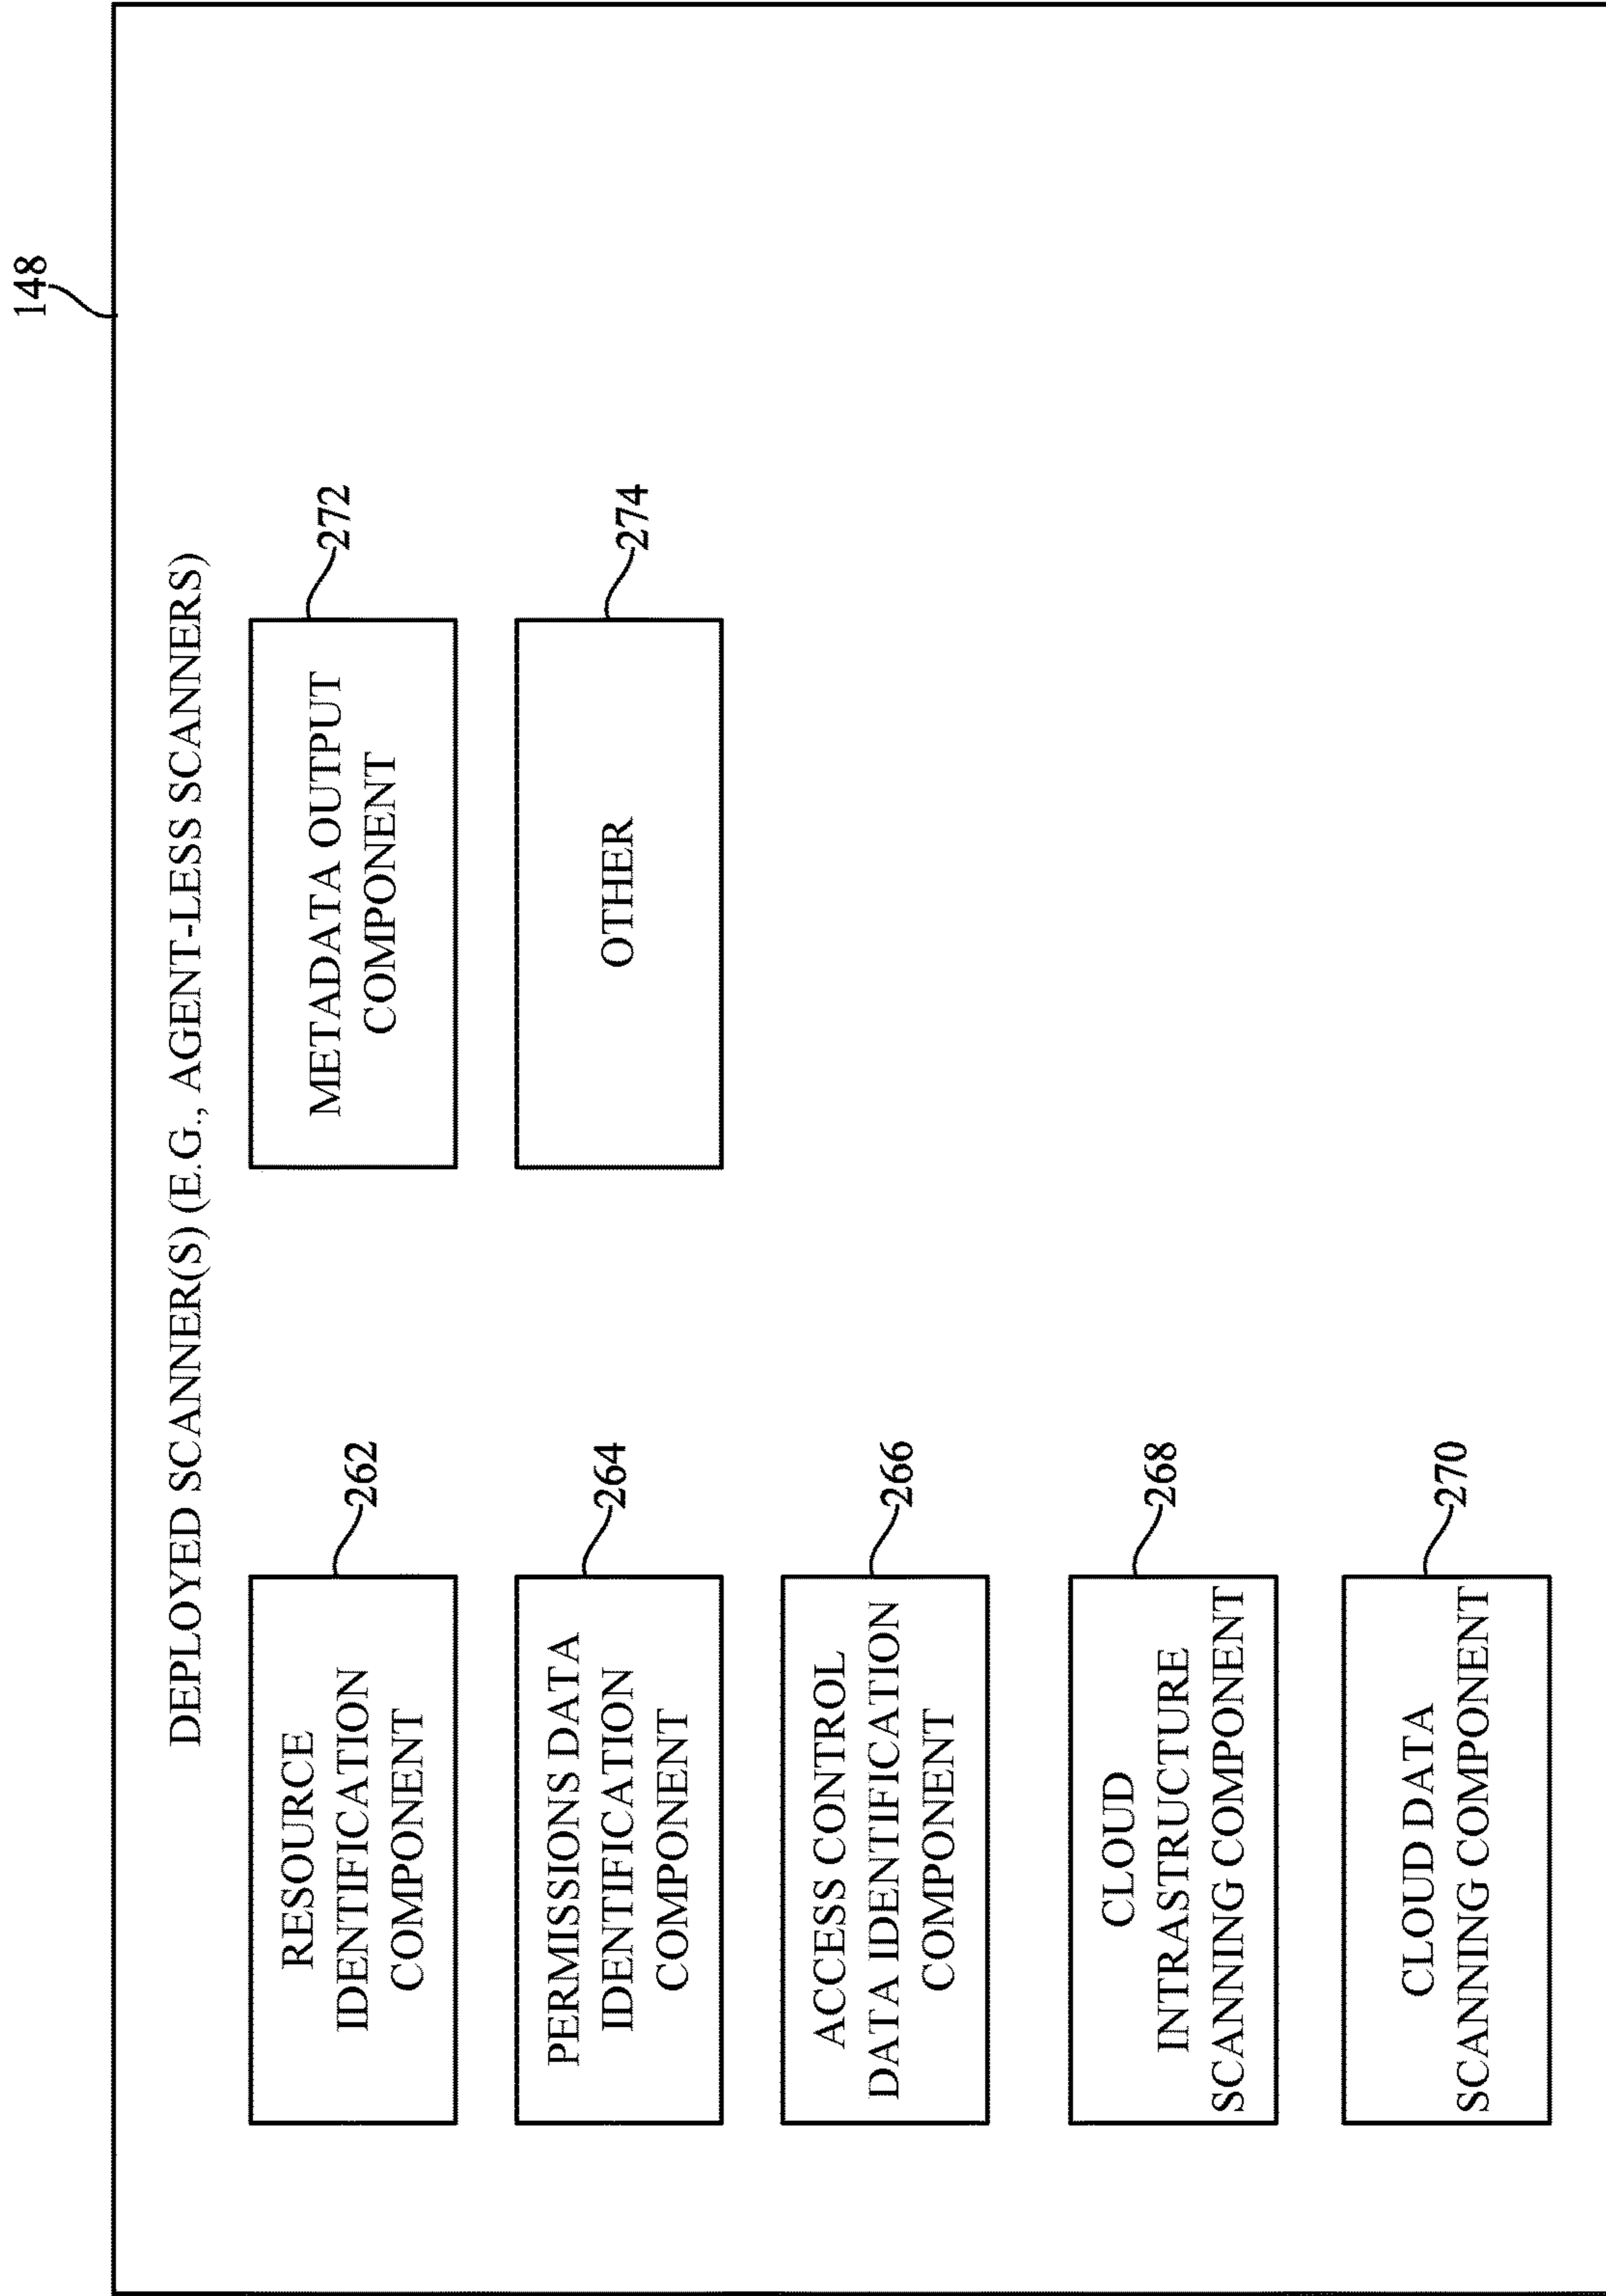 148
DEPLOYED SCANNER(S) (E.G., AGENT-LESS SCANNERS)
RESOURCE
IDENTIFICATION
COMPONENT
262
PERMISSIONS DATA
IDENTIFICATION
COMPONENT
264
ACCESS CONTROL
DATA IDENTIFICATION
COMPONENT
266
CLOUD
INTRASTRUCTURE
SCANNING COMPONENT
268
CLOUD DATA
SCANNING COMPONENT
270
METADATA OUTPUT
COMPONENT
272
OTHER
274